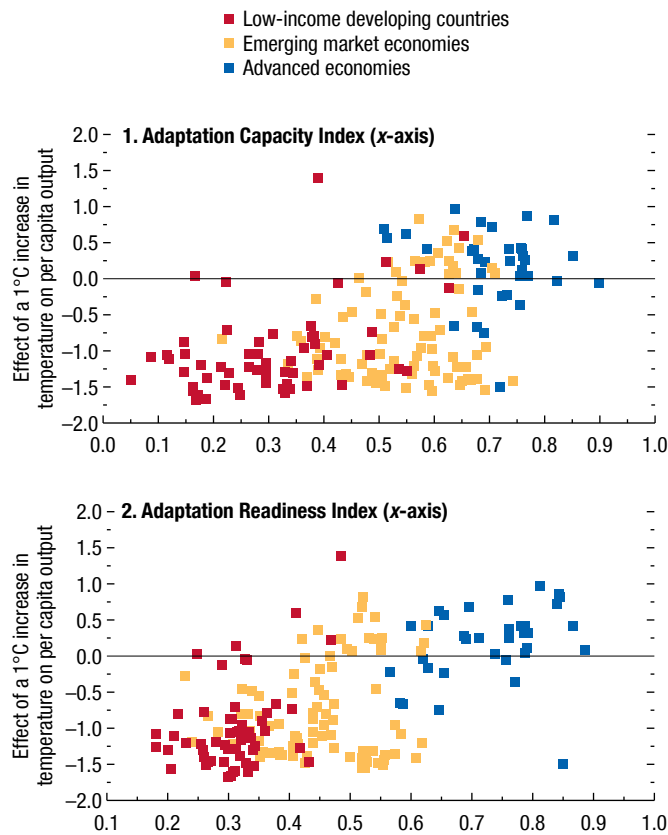 Low-income developing countries
Emerging market economies
Advanced economies
1. Adaptation Capacity Index (x-axis)
Effect of a 1°C increase in
temperature on per capita output
2.0
1.5
1.0
0.5
0.0
–0.5
–1.0
–1.5
–2.0
0.0 0.1 0.2 0.3 0.4 0.5 0.6 0.7 0.8 0.9 1.0
2. Adaptation Readiness Index (x-axis)
Effect of a 1°C increase in
temperature on per capita output
2.0
1.5
1.0
0.5
0.0
–0.5
–1.0
–1.5
–2.0
0.1 0.2 0.3 0.4 0.5 0.6 0.7 0.8 0.9 1.0